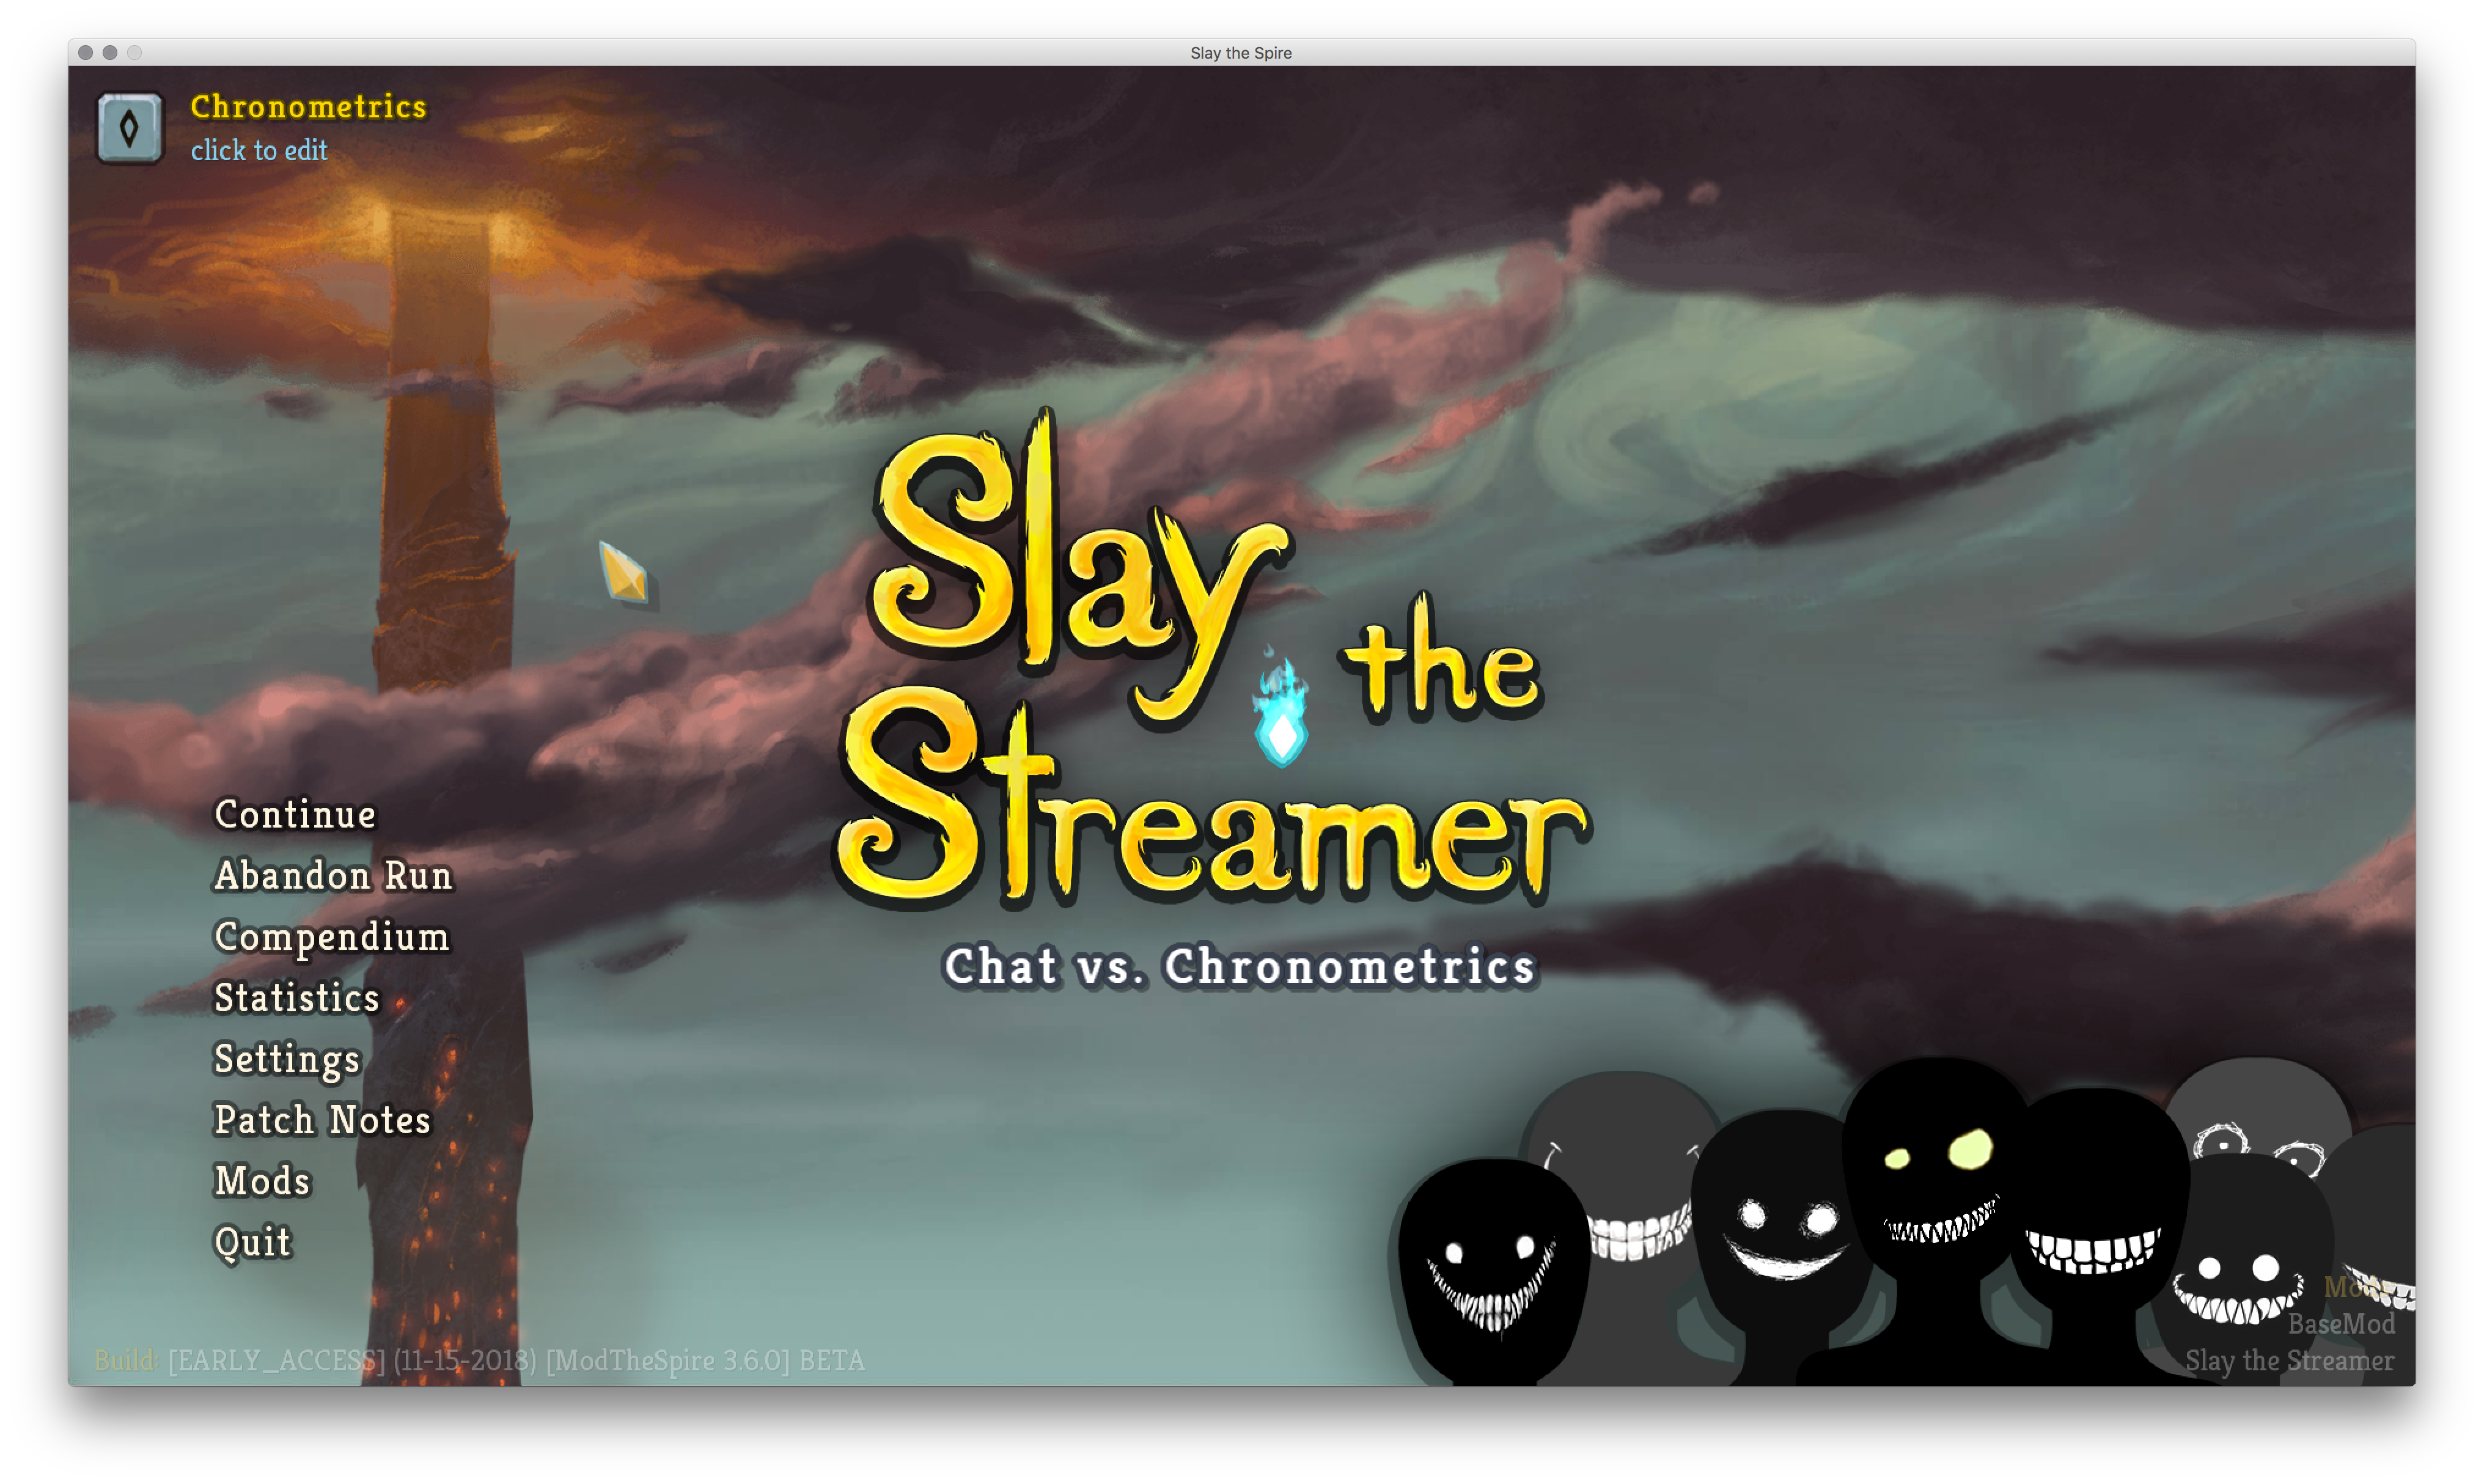 Slay the Spire
Chronometrics
click to edit
Slay
the
Streamer
Chat vs. Chronometrics
Continue
Abandon Run
Compendium
Statistics
Settings
Patch Notes
Mods
Quit
BaseMod
Slay the Streamer
Build: [EARLY_ACCESS] (11-15-2018) [ModTheSpire 3.6.0] BETA